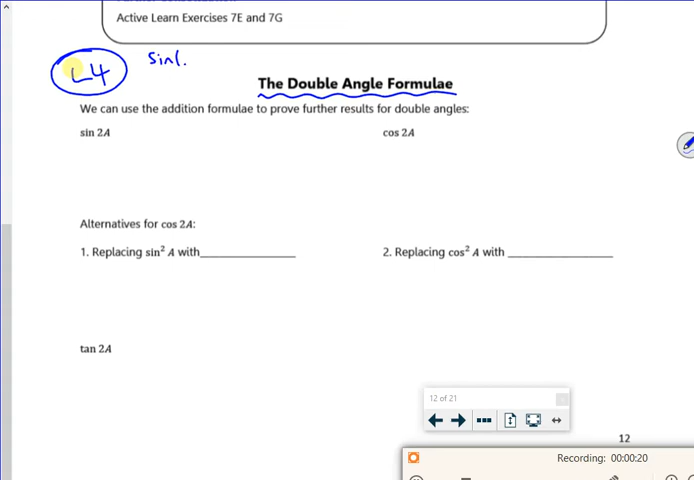 Active Learn Exercises 7E and 7G
L4 sin(.
The Double Angle Formulae
We can use the addition formulae to prove further results for double angles:
sin 2A cos 2A
Alternatives for cos 2A:
1. Replacing sin² A with____________ 2. Replacing cos² A with ____________
tan 2A
12 of 21
12
Recording: 00:00:20